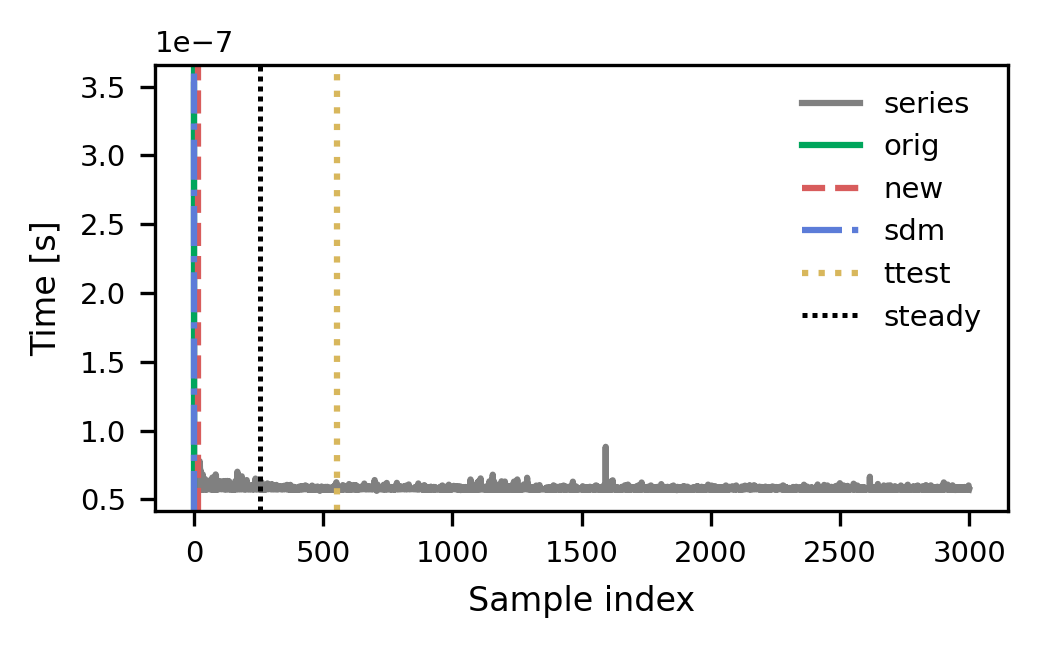 1e−7
3.5
3.0
2.5
2.0
1.5
1.0
0.5
Time [s]
series
orig
new
sdm
ttest
steady
0 500 1000 1500 2000 2500 3000
Sample index